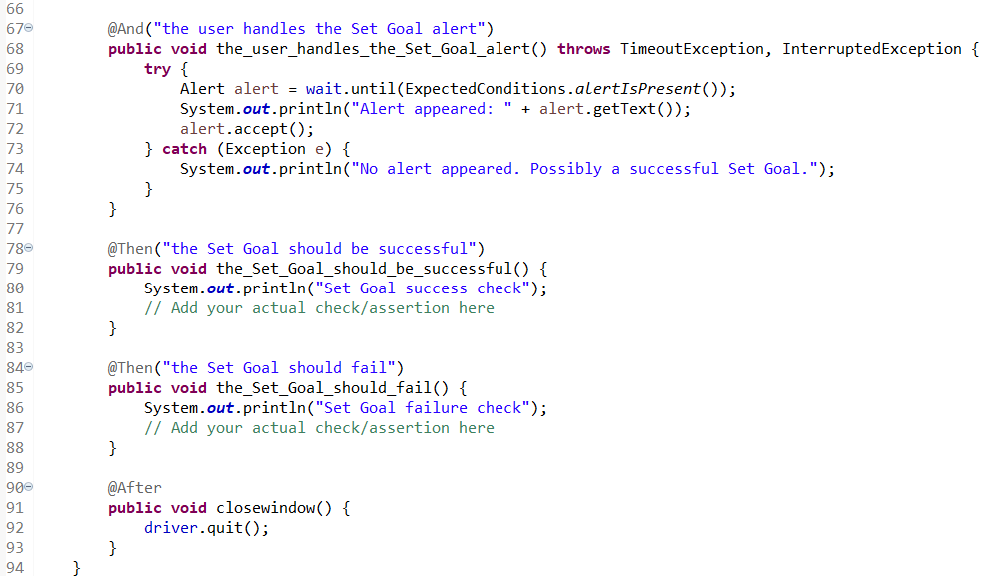 66
67 @And("the user handles the Set Goal alert")
68 public void the_user_handles_the_Set_Goal_alert() throws TimeoutException, InterruptedException {
69 try {
70 Alert alert = wait.until(ExpectedConditions.alertIsPresent());
71 System.out.println("Alert appeared: " + alert.getText());
72 alert.accept();
73 } catch (Exception e) {
74 System.out.println("No alert appeared. Possibly a successful Set Goal.");
75 }
76 }
77
78 @Then("the Set Goal should be successful")
79 public void the_Set_Goal_should_be_successful() {
80 System.out.println("Set Goal success check");
81 // Add your actual check/assertion here
82 }
83
84 @Then("the Set Goal should fail")
85 public void the_Set_Goal_should_fail() {
86 System.out.println("Set Goal failure check");
87 // Add your actual check/assertion here
88 }
89
90 @After
91 public void closewindow() {
92 driver.quit();
93 }
94 }